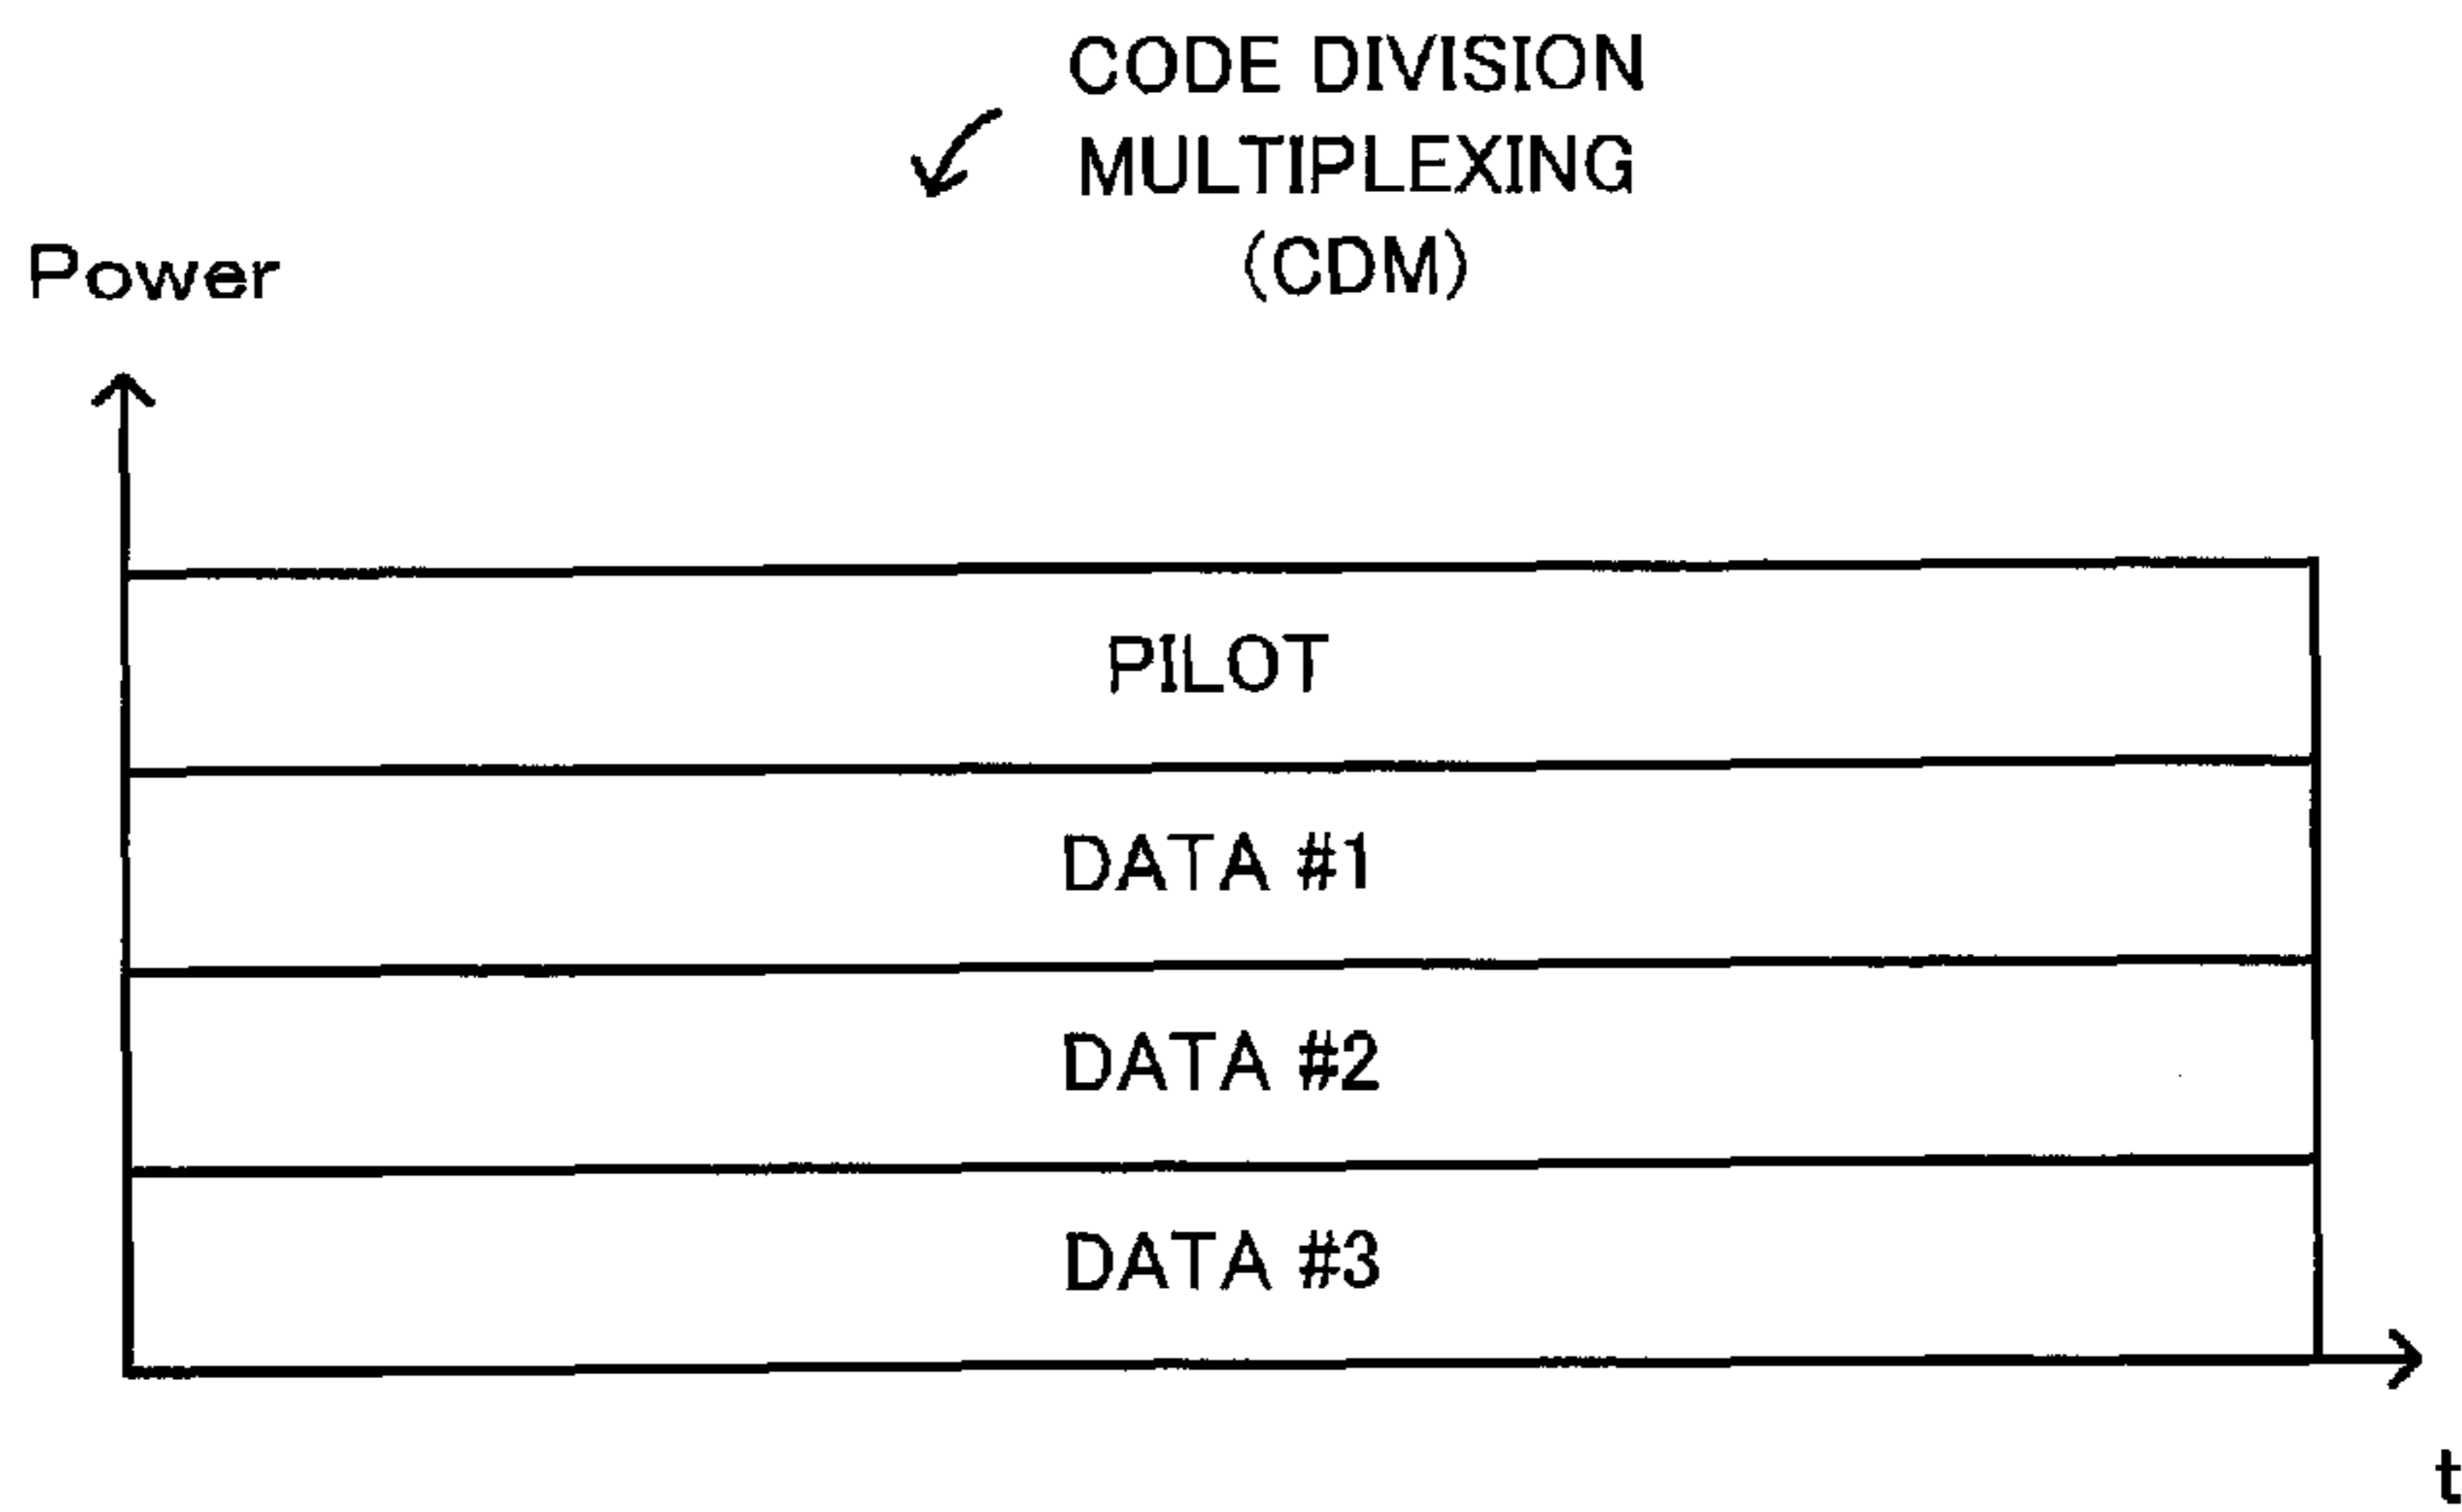 CODE DIVISION
MULTIPLEXING
(CDM)
Power
PILOT
DATA #1
DATA #2
DATA #3
t